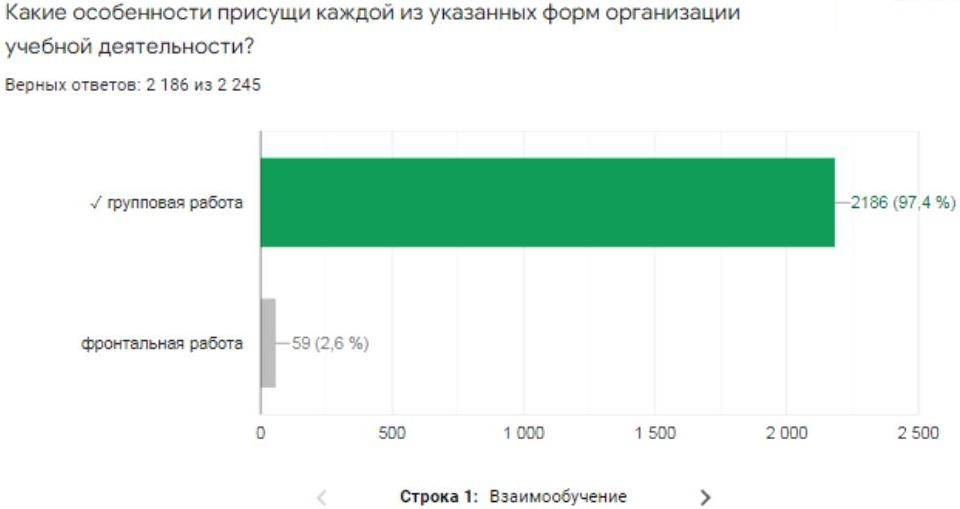 Какие особенности присущи каждой из указанных форм организации
учебной деятельности?
Верных ответов: 2 186 из 2 245
✓ групповая работа
2186 (97,4 %)
фронтальная работа
59 (2,6 %)
0 500 1 000 1 500 2 000 2 500
Строка 1: Взаимообучение